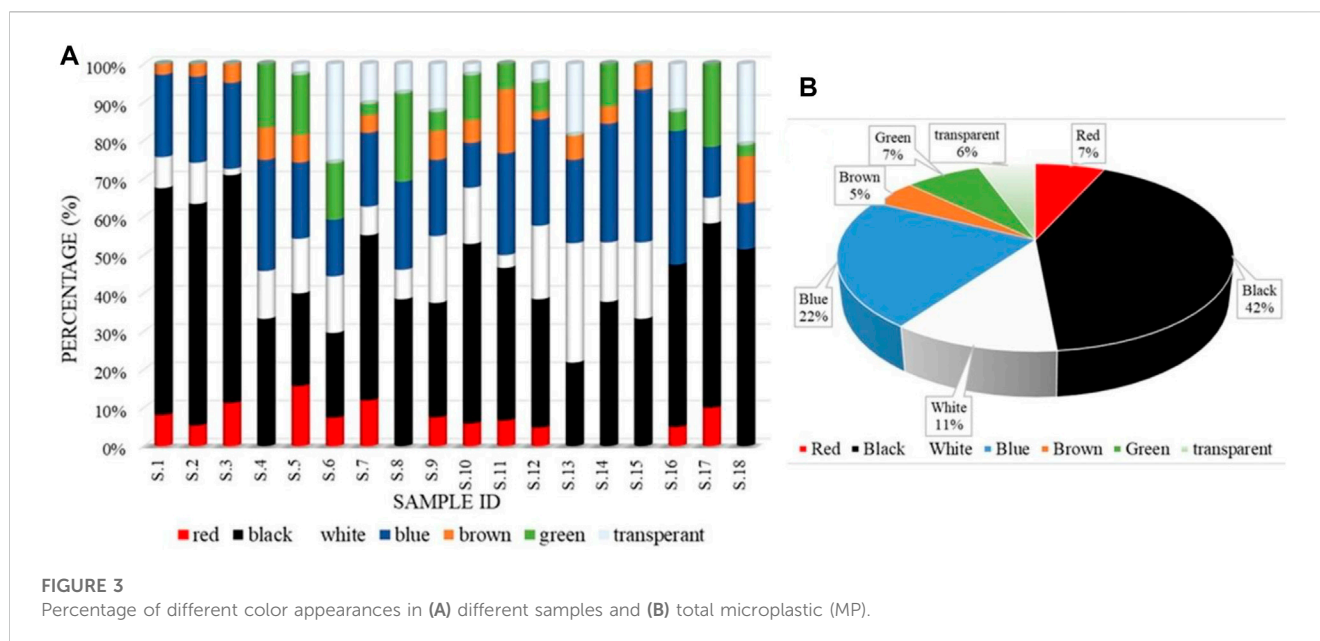 A
100%
90%
80%
70%
60%
50%
40%
30%
20%
10%
0%
PERCENTAGE (%)
S.1 S.2 S.3 S.4 S.5 S.6 S.7 S.8 S.9 S.10 S.11 S.12 S.13 S.14 S.15 S.16 S.17 S.18
SAMPLE ID
red black white blue brown green transperant
B
transparent
6%
Red
7%
Green
7%
Brown
5%
Blue
22%
Black
42%
White
11%
Red Black White Blue Brown Green transparent
FIGURE 3
Percentage of different color appearances in (A) different samples and (B) total microplastic (MP).